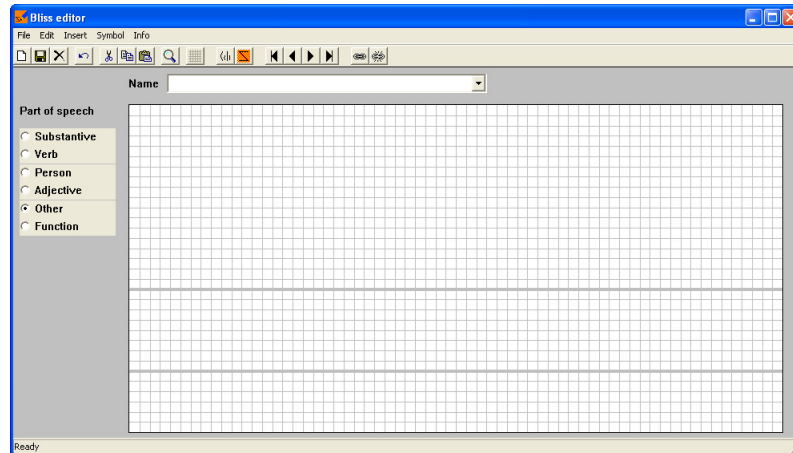 Bliss editor
File Edit Insert Symbol Info
Name
Part of speech
Substantive
Verb
Person
Adjective
Other
Function
Ready